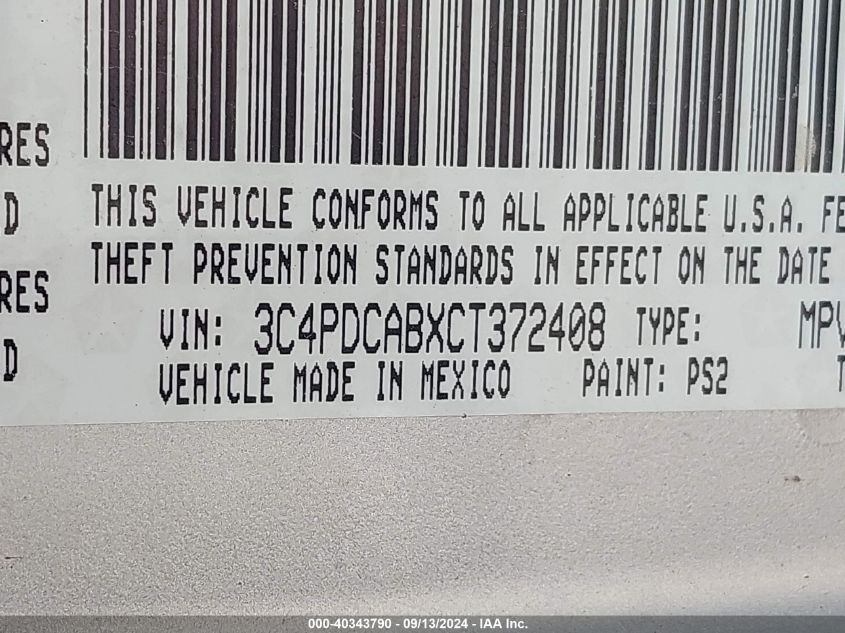 RES
D
THIS VEHICLE CONFORMS TO ALL APPLICABLE U.S.A. FE
THEFT PREVENTION STANDARDS IN EFFECT ON THE DATE
RES
VIN: 3C4PDCABXCT372408 TYPE: MPV
D
VEHICLE MADE IN MEXICO PAINT: PS2 T
000-40343790 - 09/13/2024 - IAA Inc.